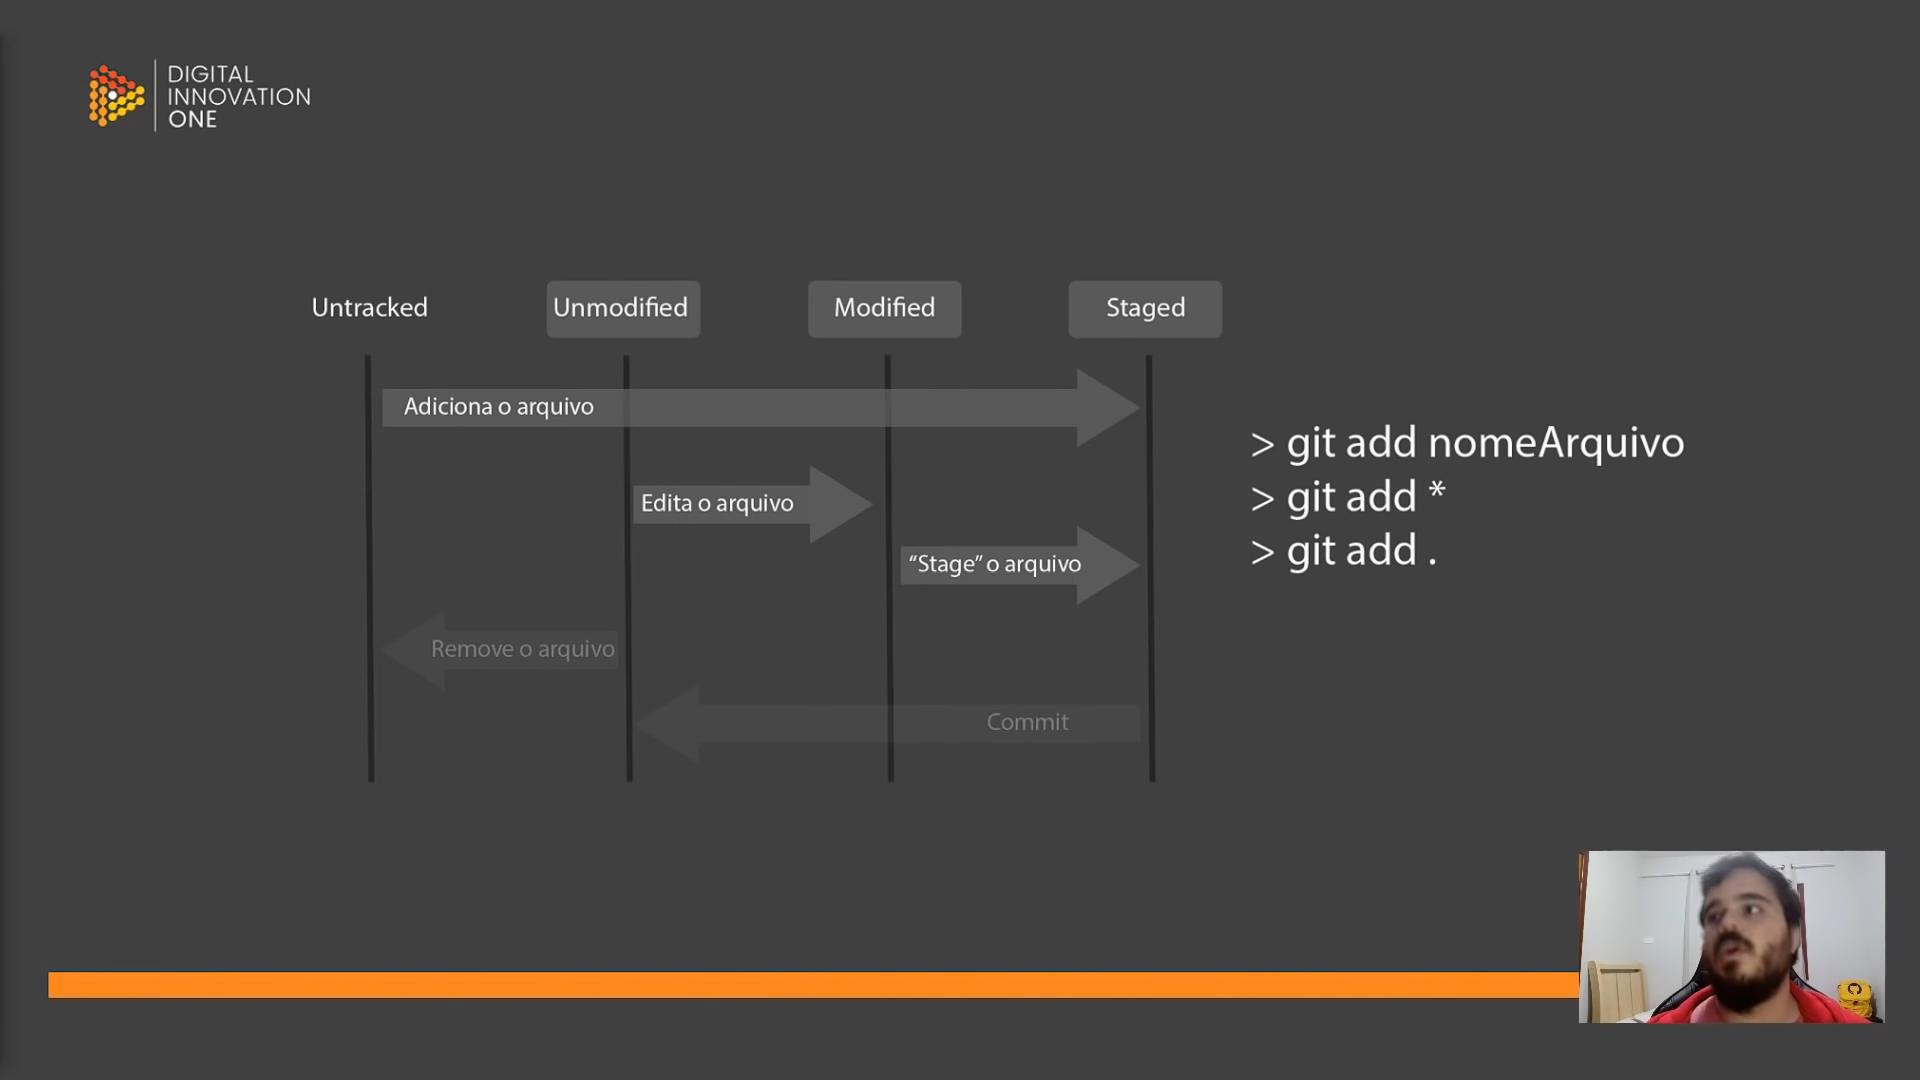 DIGITAL
INNOVATION
ONE
Untracked
Unmodified
Modified
Staged
Adiciona o arquivo
Edita o arquivo
“Stage” o arquivo
Remove o arquivo
Commit
> git add nomeArquivo
> git add *
> git add .